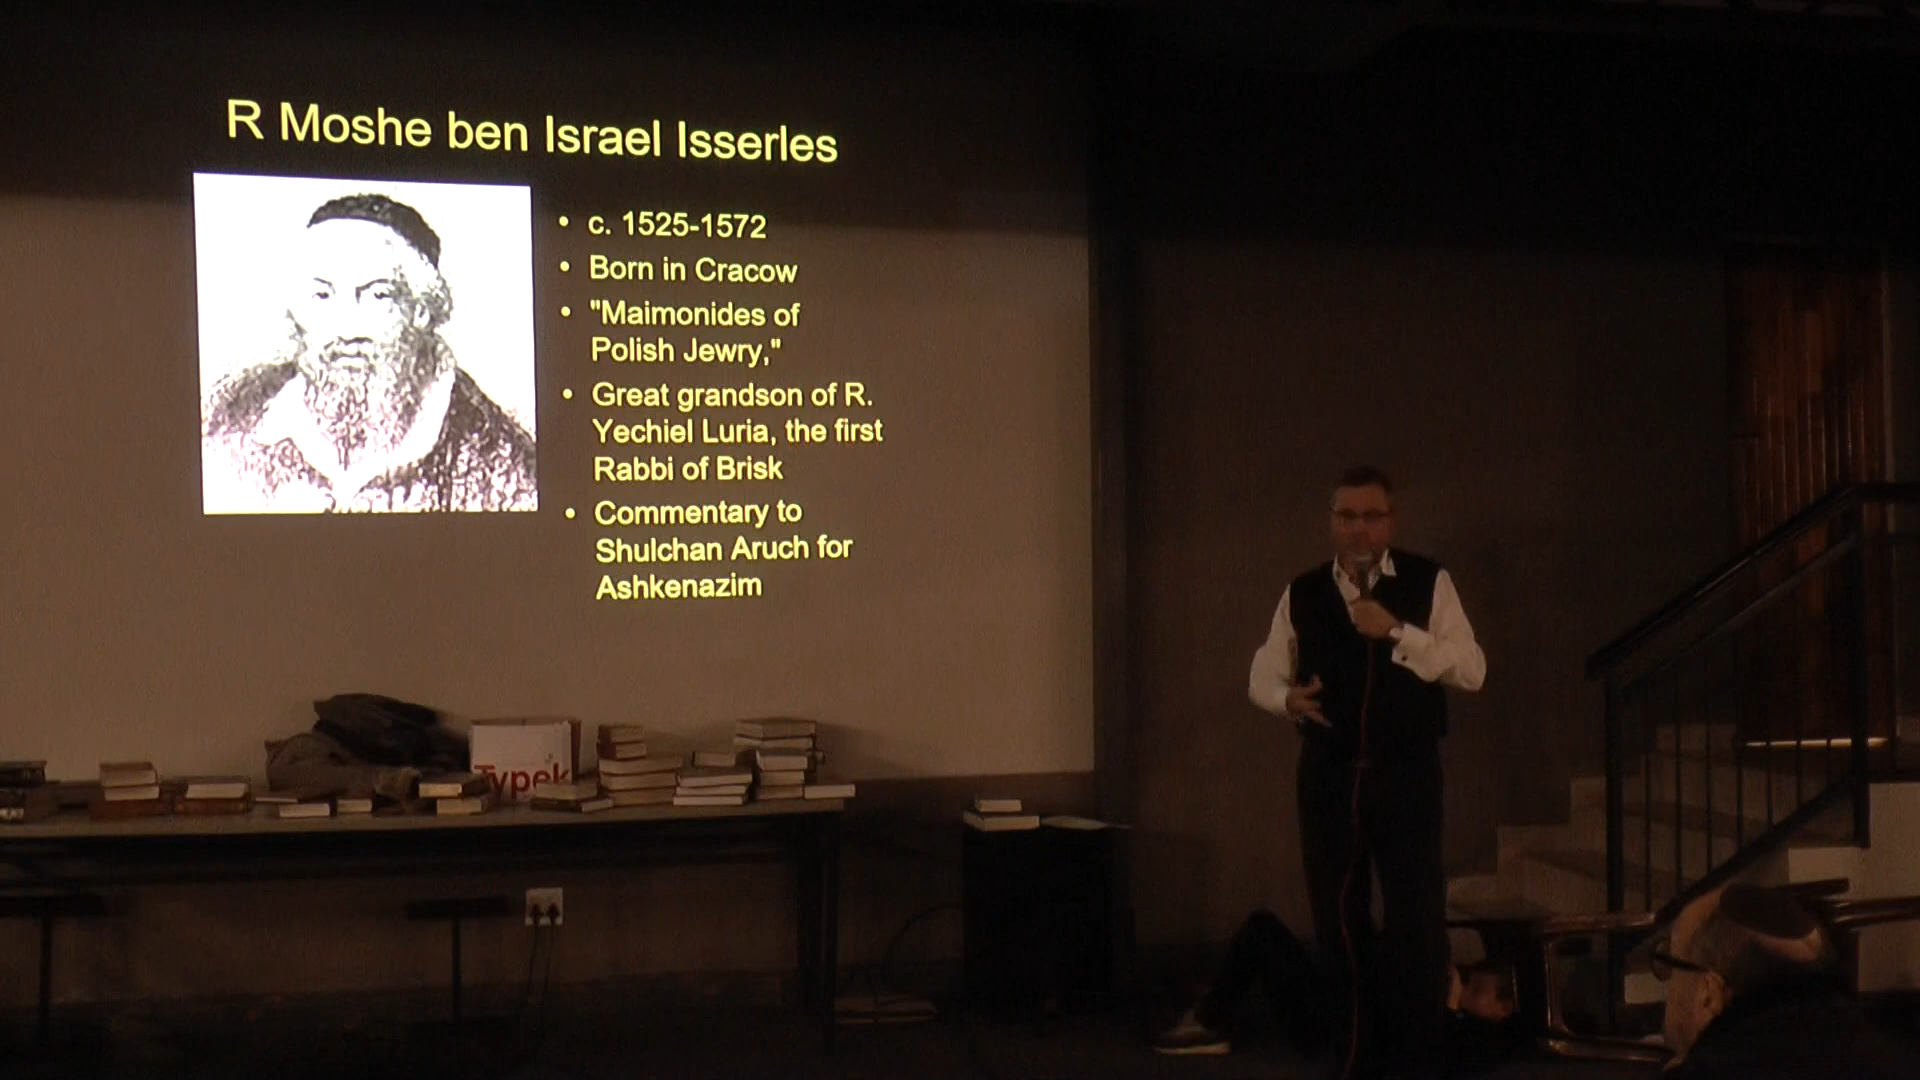 R Moshe ben Israel Isserles
• c. 1525-1572
• Born in Cracow
• "Maimonides of
Polish Jewry,"
• Great grandson of R.
Yechiel Luria, the first
Rabbi of Brisk
• Commentary to
Shulchan Aruch for
Ashkenazim
Typek